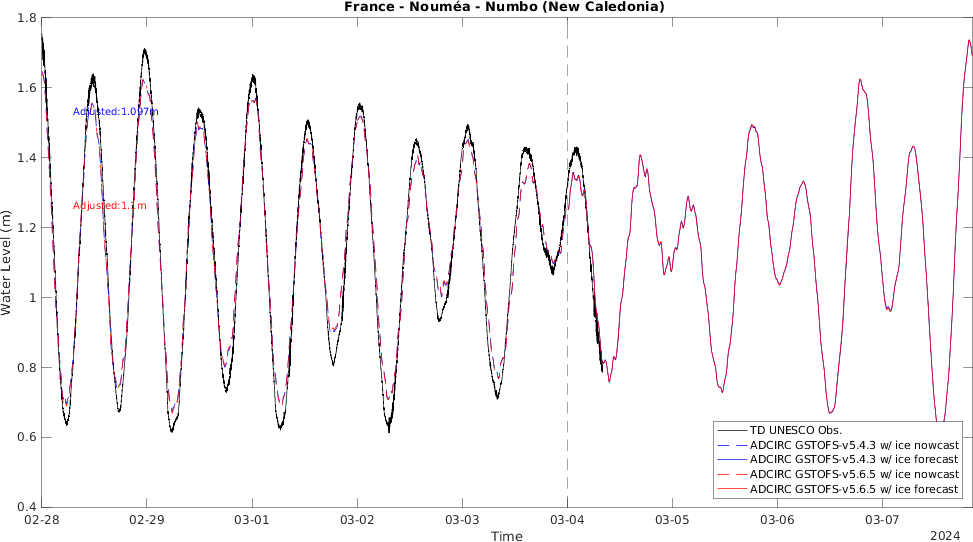 France - Nouméa - Numbo (New Caledonia)
1.8
1.6
1.4
1.2
1
0.8
0.6
0.4
Water Level (m)
Adjusted:1.097m
Adjusted:1.1m
TD UNESCO Obs.
ADCIRC GSTOFS-v5.4.3 w/ ice nowcast
ADCIRC GSTOFS-v5.4.3 w/ ice forecast
ADCIRC GSTOFS-v5.6.5 w/ ice nowcast
ADCIRC GSTOFS-v5.6.5 w/ ice forecast
02-28 02-29 03-01 03-02 03-03 03-04 03-05 03-06 03-07
Time
2024